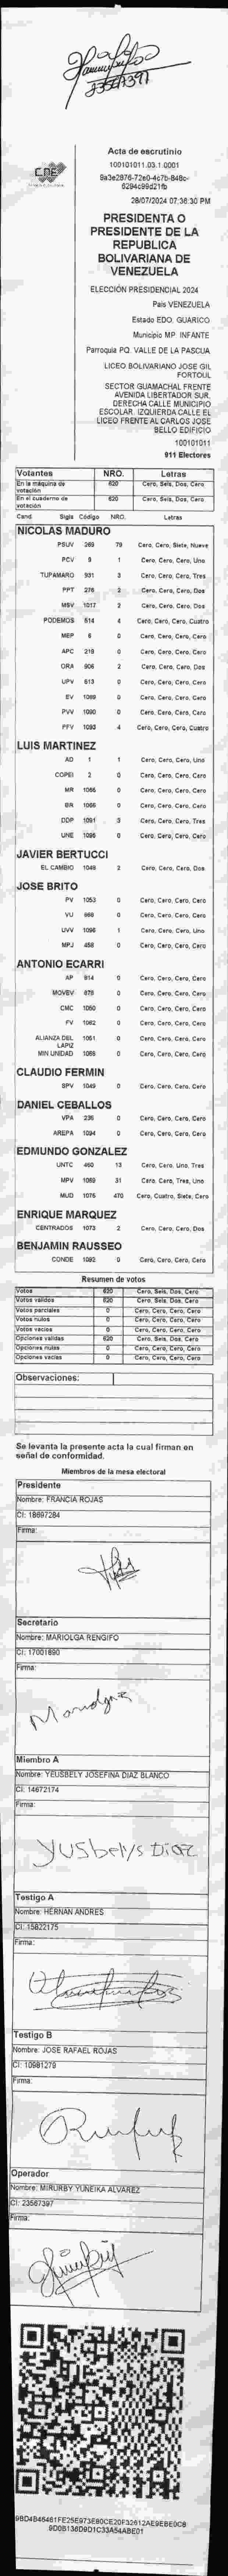 23567397
CNE
Acta de escrutinio
100101011.03.1.0001
28/07/2024 07:36:30 PM
PRESIDENTA O
PRESIDENTE DE LA
REPUBLICA
BOLIVARIANA DE
VENEZUELA
ELECCIÓN PRESIDENCIAL 2024
País VENEZUELA
Estado EDO. GUARICO
Municipio MP. INFANTE
Parroquia PQ. VALLE DE LA PASCUA
LICEO BOLIVARIANO JOSE GIL
FORTOUL
SECTOR GUAMACHAL FRENTE
AVENIDA LIBERTADOR SUR.
DERECHA CALLE MUNICIPIO
ESCOLAR. IZQUIERDA CALLE EL
LICEO FRENTE AL CARLOS JOSE
BELLO EDIFICIO
100101011
911 Electores
Votantes NRO. Letras
En la máquina de votación 620 Cero, Seis, Dos, Cero
En el cuaderno de votación 620 Cero, Seis, Dos, Cero
Cand. Sigla Código NRO. Letras
NICOLAS MADURO
PSUV 269 79 Cero, Cero, Siete, Nueve
PCV 9 1 Cero, Cero, Cero, Uno
TUPAMARO 931 3 Cero, Cero, Cero, Tres
PPT 276 2 Cero, Cero, Cero, Dos
MSV 1017 2 Cero, Cero, Cero, Dos
PODEMOS 514 4 Cero, Cero, Cero, Cuatro
MEP 6 0 Cero, Cero, Cero, Cero
APC 219 0 Cero, Cero, Cero, Cero
ORA 906 2 Cero, Cero, Cero, Dos
UPV 613 0 Cero, Cero, Cero, Cero
EV 1089 0 Cero, Cero, Cero, Cero
PVV 1090 0 Cero, Cero, Cero, Cero
PFV 1093 4 Cero, Cero, Cero, Cuatro
LUIS MARTINEZ
AD 1 1 Cero, Cero, Cero, Uno
COPEI 2 0 Cero, Cero, Cero, Cero
MR 1056 0 Cero, Cero, Cero, Cero
BR 1066 0 Cero, Cero, Cero, Cero
DDP 1091 3 Cero, Cero, Cero, Tres
UNE 1095 0 Cero, Cero, Cero, Cero
JAVIER BERTUCCI
EL CAMBIO 1048 2 Cero, Cero, Cero, Dos
JOSE BRITO
PV 1053 0 Cero, Cero, Cero, Cero
VU 868 0 Cero, Cero, Cero, Cero
UVV 1096 1 Cero, Cero, Cero, Uno
MPJ 458 0 Cero, Cero, Cero, Cero
ANTONIO ECARRI
AP 914 0 Cero, Cero, Cero, Cero
MOVEV 875 0 Cero, Cero, Cero, Cero
CMC 1050 0 Cero, Cero, Cero, Cero
FV 1062 0 Cero, Cero, Cero, Cero
ALIANZA DEL LAPIZ 1051 0 Cero, Cero, Cero, Cero
MIN UNIDAD 1055 0 Cero, Cero, Cero, Cero
CLAUDIO FERMIN
SPV 1049 0 Cero, Cero, Cero, Cero
DANIEL CEBALLOS
VPA 236 0 Cero, Cero, Cero, Cero
AREPA 1094 0 Cero, Cero, Cero, Cero
EDMUNDO GONZALEZ
UNTC 460 13 Cero, Cero, Uno, Tres
MPV 1059 31 Cero, Cero, Tres, Uno
MUD 1075 470 Cero, Cuatro, Siete, Cero
ENRIQUE MARQUEZ
CENTRADOS 1073 2 Cero, Cero, Cero, Dos
BENJAMIN RAUSSEO
CONDE 1092 0 Cero, Cero, Cero, Cero
Resumen de votos
Votos 620 Cero, Seis, Dos, Cero
Votos válidos 620 Cero, Seis, Dos, Cero
Votos parciales 0 Cero, Cero, Cero, Cero
Votos nulos 0 Cero, Cero, Cero, Cero
Votos vacíos 0 Cero, Cero, Cero, Cero
Opciones válidas 620 Cero, Seis, Dos, Cero
Opciones nulas 0 Cero, Cero, Cero, Cero
Opciones vacías 0 Cero, Cero, Cero, Cero
Observaciones:
Se levanta la presente acta la cual firman en
señal de conformidad.
Miembros de la mesa electoral
Presidente
Nombre: FRANCIA ROJAS
CI: 18697284
Firma:
Secretario
Nombre: MARIOLGA RENGIFO
CI: 17001890
Firma:
Mariolga R
Miembro A
Nombre: YEUSBELY JOSEFINA DIAZ BLANCO
CI: 14672174
Firma:
Yusbelys Diaz
Testigo A
Nombre: HERNAN ANDRES
CI: 15822175
Firma:
Testigo B
Nombre: JOSE RAFAEL ROJAS
CI: 10981279
Firma:
Operador
Nombre: MIRURBY YUNEIKA ALVAREZ
CI: 23567397
Firma: